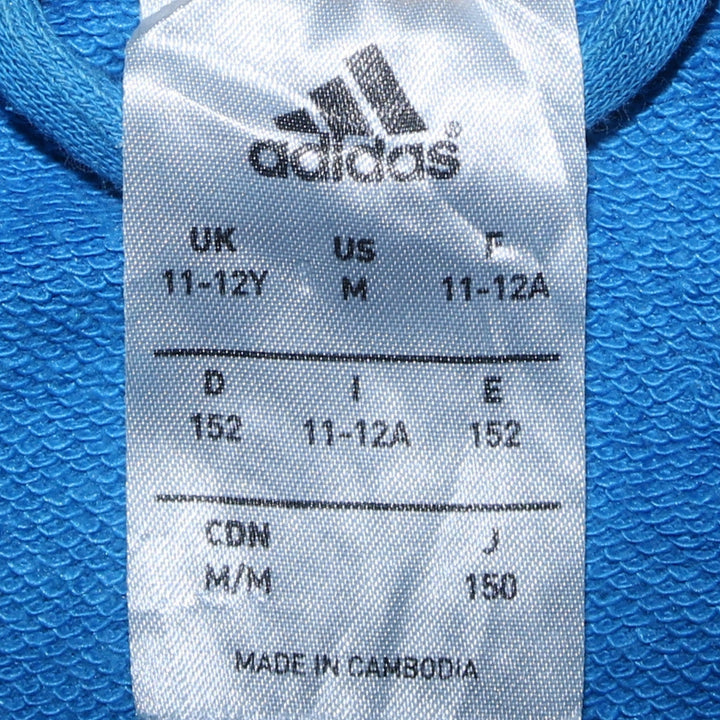 adidas®
UK US F
11-12Y M 11-12A
D I E
152 11-12A 152
CDN J
M/M 150
MADE IN CAMBODIA